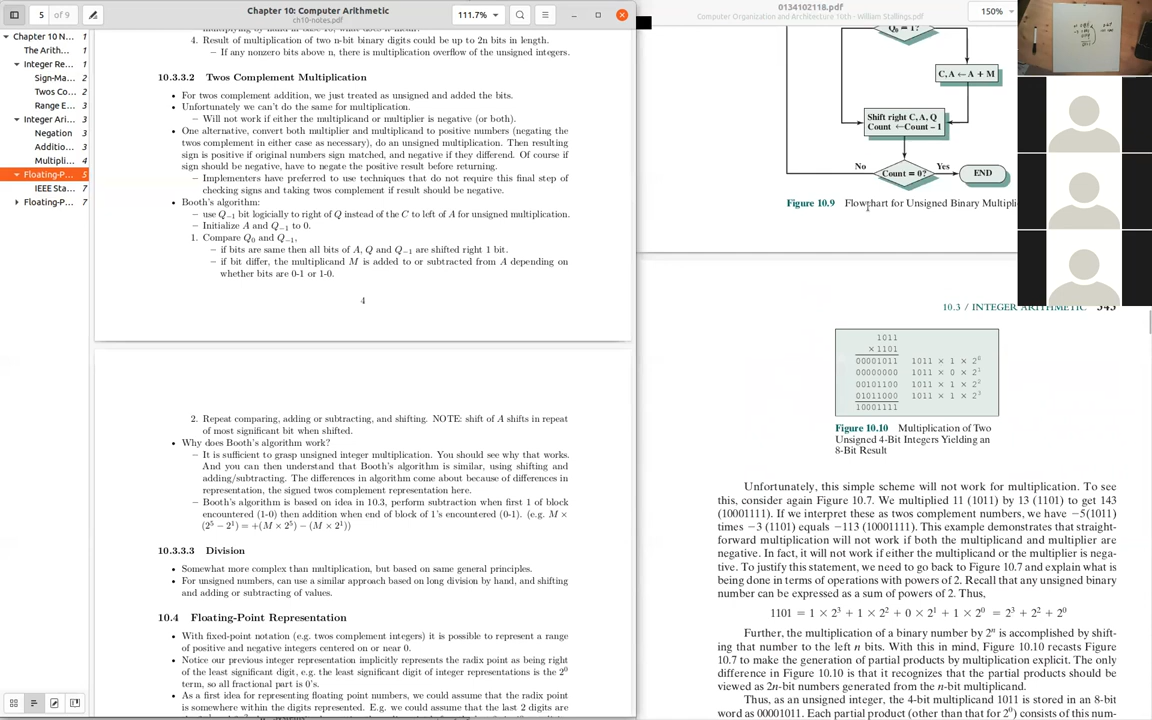 5 of 9
Chapter 10: Computer Arithmetic
ch10-notes.pdf
111.7%
0134102118.pdf
Computer Organization and Architecture 10th - William Stallings.pdf
150%
Chapter 10 N... 1
The Arith... 1
Integer Re... 1
Sign-Ma... 2
Twos Co... 2
Range E... 3
Integer Ari... 3
Negation 3
Additio... 3
Multipli... 4
Floating-P... 5
IEEE Sta... 7
Floating-P... 7
4. Result of multiplication of two n-bit binary digits could be up to 2n bits in length.
– If any nonzero bits above n, there is multiplication overflow of the unsigned integers.
10.3.3.2 Twos Complement Multiplication
• For twos complement addition, we just treated as unsigned and added the bits.
• Unfortunately we can't do the same for multiplication.
– Will not work if either the multiplicand or multiplier is negative (or both).
• One alternative, convert both multiplier and multiplicand to positive numbers (negating the
twos complement in either case as necessary), do an unsigned multiplication. Then resulting
sign is positive if original numbers sign matched, and negative if they differend. Of course if
sign should be negative, have to negate the positive result before returning.
– Implementers have preferred to use techniques that do not require this final step of
checking signs and taking twos complement if result should be negative.
• Booth's algorithm:
– use Q₋₁ bit logicially to right of Q instead of the C to left of A for unsigned multiplication.
– Initialize A and Q₋₁ to 0.
1. Compare Q₀ and Q₋₁,
– if bits are same then all bits of A, Q and Q₋₁ are shifted right 1 bit.
– if bit differ, the multiplicand M is added to or subtracted from A depending on
whether bits are 0-1 or 1-0.
4
2. Repeat comparing, adding or subtracting, and shifting. NOTE: shift of A shifts in repeat
of most significant bit when shifted.
• Why does Booth's algorithm work?
– It is sufficient to grasp unsigned integer multiplication. You should see why that works.
And you can then understand that Booth's algorithm is similar, using shifting and
adding/subtracting. The differences in algorithm come about because of differences in
representation, the signed twos complement representation here.
– Booth's algorithm is based on idea in 10.3, perform subtraction when first 1 of block
encountered (1-0) then addition when end of block of 1's encountered (0-1). (e.g. M ×
(2⁵ − 2¹) = +(M × 2⁵) − (M × 2¹))
10.3.3.3 Division
• Somewhat more complex than multiplication, but based on same general principles.
• For unsigned numbers, can use a similar approach based on long division by hand, and shifting
and adding or subtracting of values.
10.4 Floating-Point Representation
• With fixed-point notation (e.g. twos complement integers) it is possible to represent a range
of positive and negative integers centered on or near 0.
• Notice our previous integer representation implicitly represents the radix point as being right
of the least significant digit, e.g. the least significant digit of integer representations is the 2⁰
term, so all fractional part is 0's.
• As a first idea for representing floating point numbers, we could assume that the radix point
is somewhere within the digits represented. E.g. we could assume that the last 2 digits are
Q₀ = 1?
C, A ← A + M
Shift right C, A, Q
Count ← Count – 1
No
Count = 0?
Yes
END
Figure 10.9 Flowchart for Unsigned Binary Multipli
10.3 / INTEGER ARITHMETIC 343
1011
×1101
00001011 1011 × 1 × 2⁰
00000000 1011 × 0 × 2¹
00101100 1011 × 1 × 2²
01011000 1011 × 1 × 2³
10001111
Figure 10.10 Multiplication of Two
Unsigned 4-Bit Integers Yielding an
8-Bit Result
Unfortunately, this simple scheme will not work for multiplication. To see
this, consider again Figure 10.7. We multiplied 11 (1011) by 13 (1101) to get 143
(10001111). If we interpret these as twos complement numbers, we have −5(1011)
times −3 (1101) equals −113 (10001111). This example demonstrates that straight-
forward multiplication will not work if both the multiplicand and multiplier are
negative. In fact, it will not work if either the multiplicand or the multiplier is nega-
tive. To justify this statement, we need to go back to Figure 10.7 and explain what is
being done in terms of operations with powers of 2. Recall that any unsigned binary
number can be expressed as a sum of powers of 2. Thus,
1101 = 1 × 2³ + 1 × 2² + 0 × 2¹ + 1 × 2⁰ = 2³ + 2² + 2⁰
Further, the multiplication of a binary number by 2ⁿ is accomplished by shift-
ing that number to the left n bits. With this in mind, Figure 10.10 recasts Figure
10.7 to make the generation of partial products by multiplication explicit. The only
difference in Figure 10.10 is that it recognizes that the partial products should be
viewed as 2n-bit numbers generated from the n-bit multiplicand.
Thus, as an unsigned integer, the 4-bit multiplicand 1011 is stored in an 8-bit
word as 00001011. Each partial product (other than that for 2⁰) consists of this num-